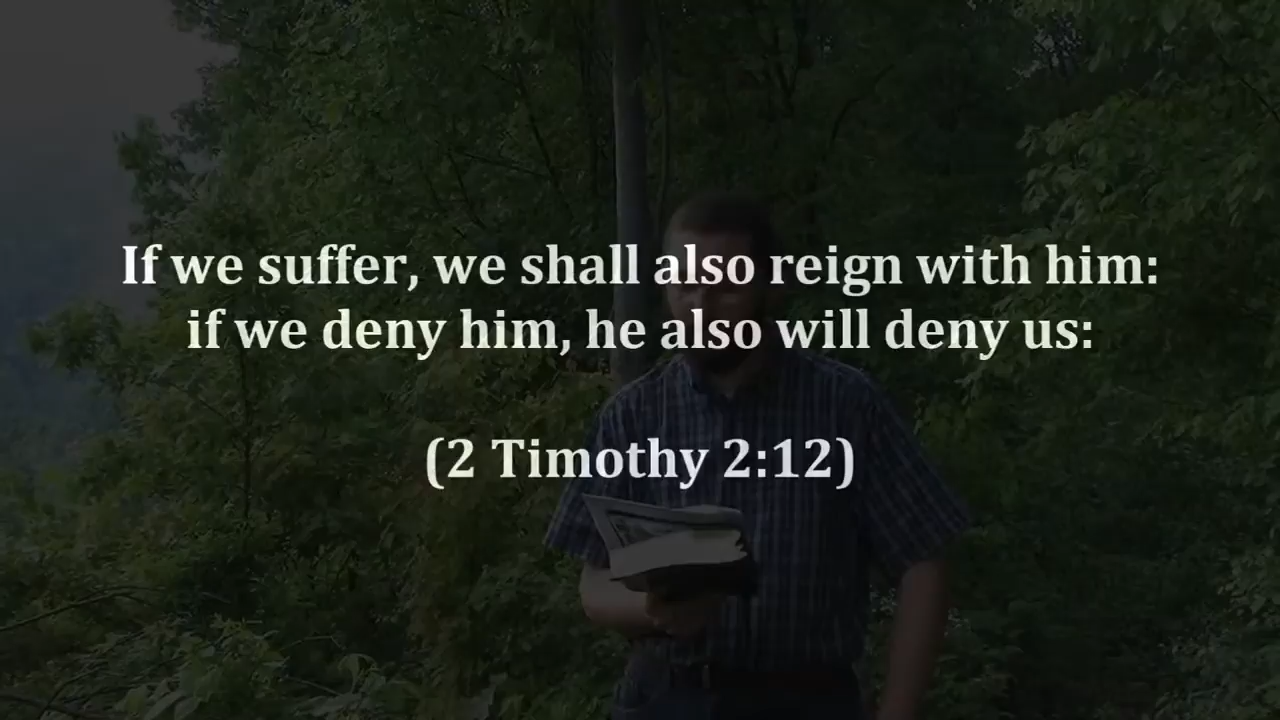 If we suffer, we shall also reign with him:
if we deny him, he also will deny us:
(2 Timothy 2:12)